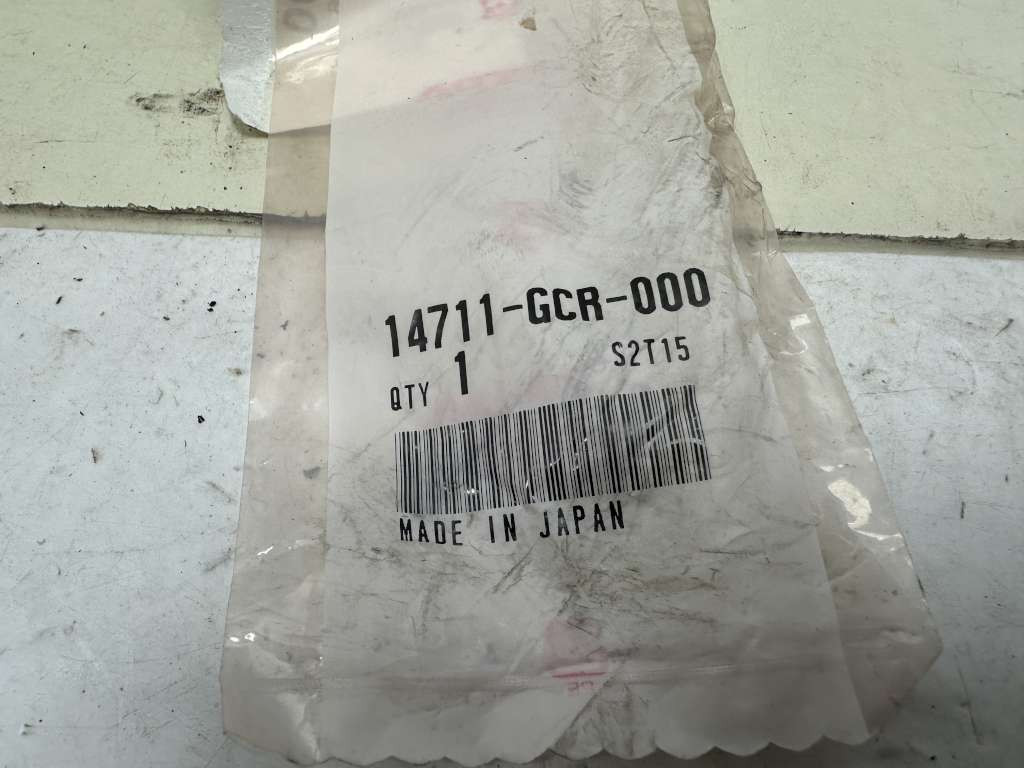 14711-GCR-000
QTY 1 S2T15
MADE IN JAPAN